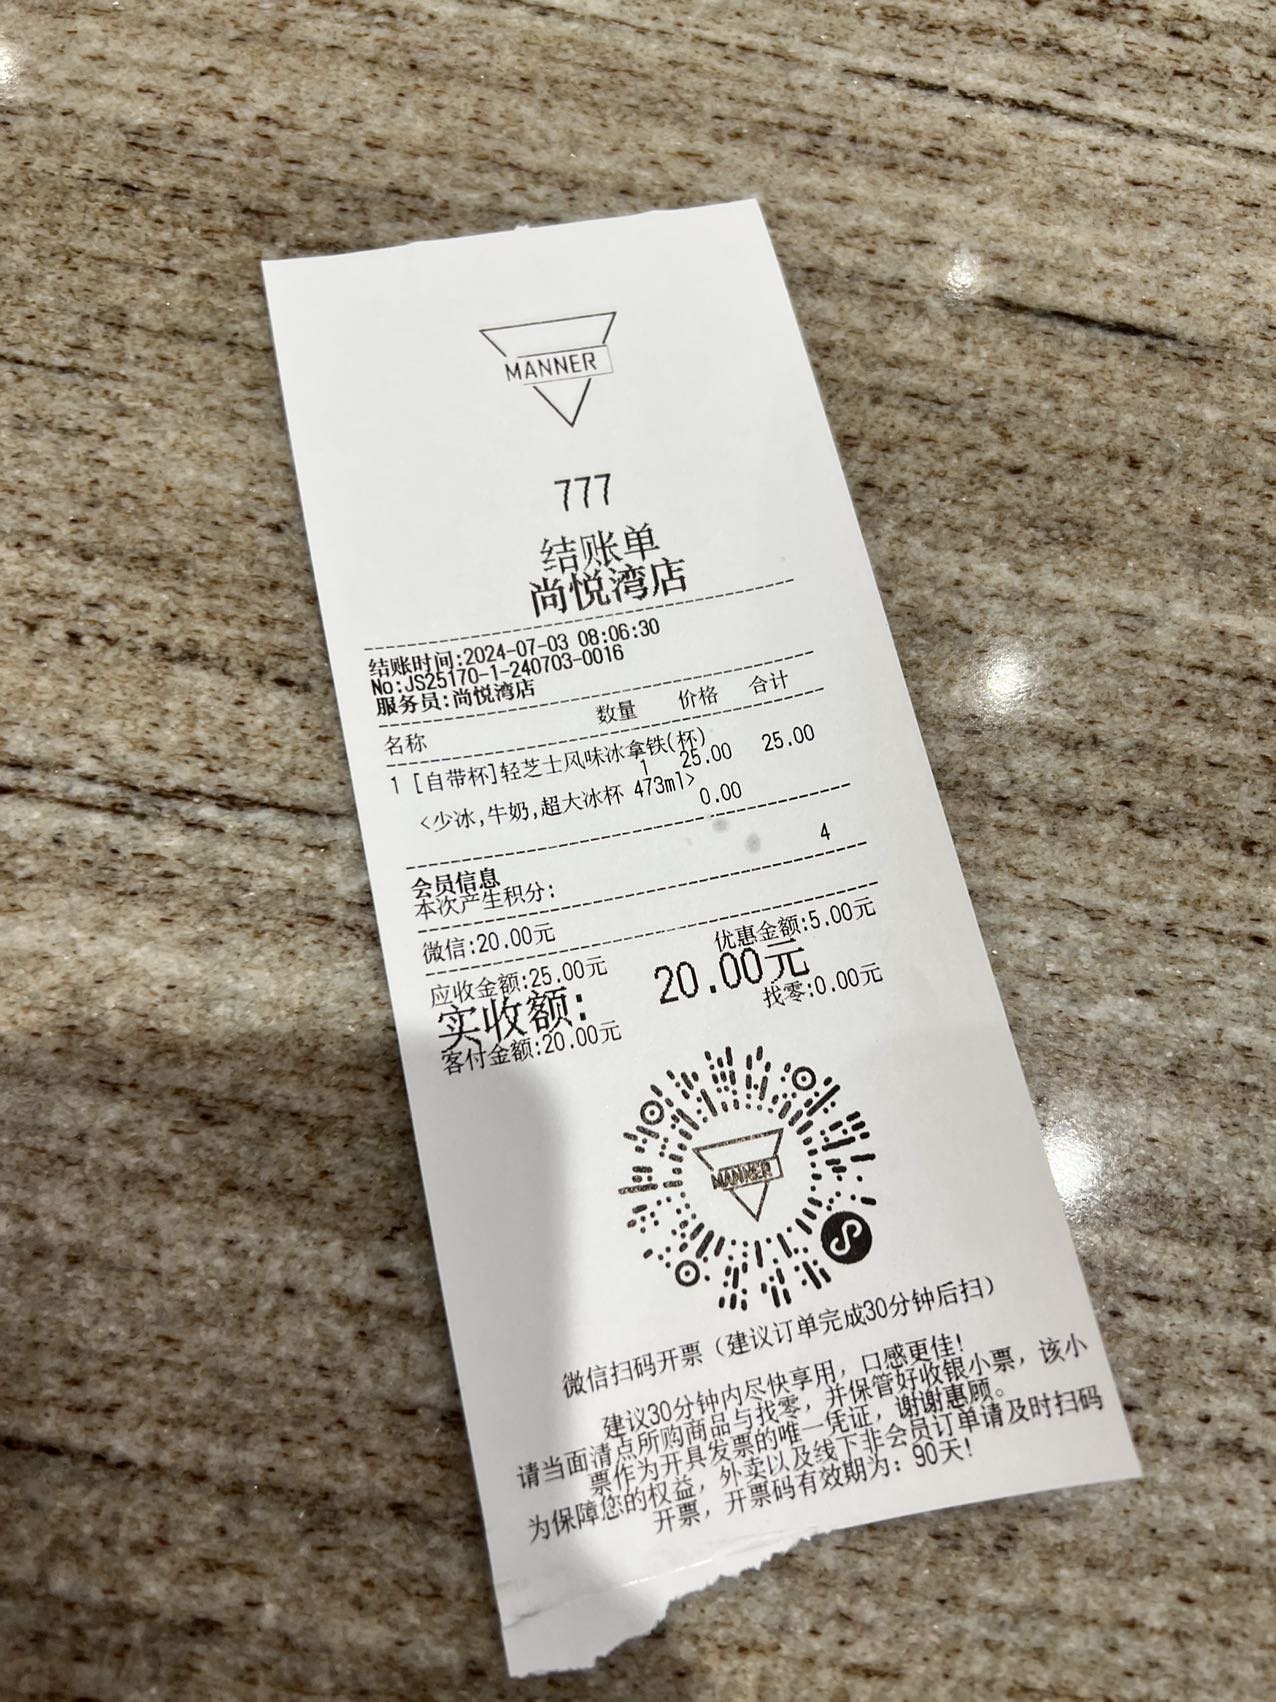 MANNER
777
结账单
尚悦湾店
结账时间:2024-07-03 08:06:30
No:JS25170-1-240703-0016
服务员:尚悦湾店
名称 数量 价格 合计
1 [自带杯]轻芝士风味冰拿铁(杯)
1 25.00 25.00
<少冰,牛奶,超大冰杯 473ml>
0.00
会员信息
本次产生积分: 4
微信:20.00元
应收金额:25.00元 优惠金额:5.00元
实收额: 20.00元
客付金额:20.00元 找零:0.00元
MANNER
微信扫码开票（建议订单完成30分钟后扫）
建议30分钟内尽快享用，口感更佳!
请当面清点所购商品与找零，并保管好收银小票，该小
票作为开具发票的唯一凭证，谢谢惠顾。
为保障您的权益，外卖以及线下非会员订单请及时扫码
开票，开票码有效期为：90天!